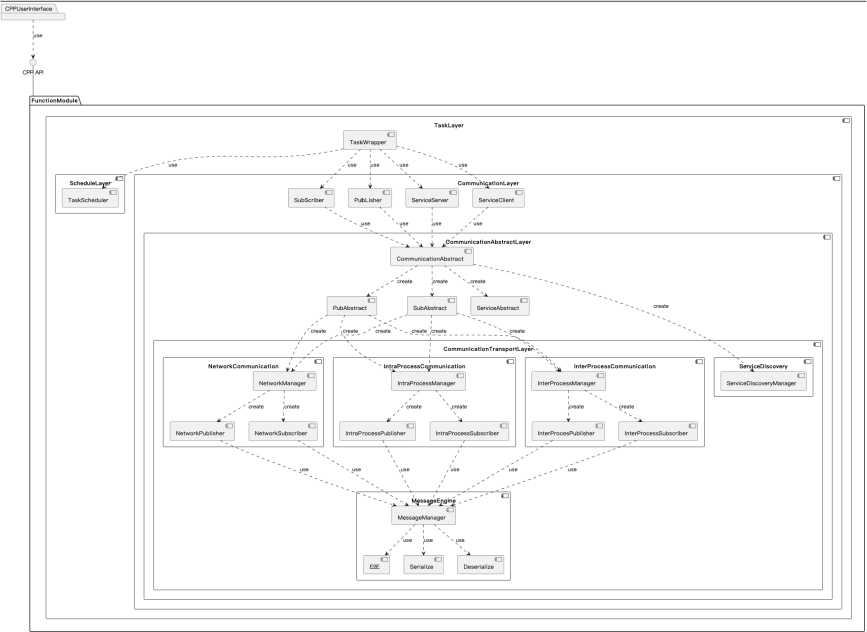 CPPUserInterface
use
CPP API
FunctionModule
TaskLayer
TaskWrapper
use
use
use
use
use
ScheduleLayer
CommunicationLayer
TaskScheduler
SubScriber
PubLisher
ServiceServer
ServiceClient
use
use
use
use
CommunicationAbstractLayer
CommunicationAbstract
create
create
create
create
PubAbstract
SubAbstract
ServiceAbstract
create
create
create
create
create
create
CommunicationTransportLayer
NetworkCommunication
IntraProcessCommunication
InterProcessCommunication
ServiceDiscovery
NetworkManager
IntraProcessManager
InterProcessManager
ServiceDiscoveryManager
create
create
create
create
create
create
NetworkPublisher
NetworkSubscriber
IntraProcessPublisher
IntraProcessSubscriber
InterProcesPublisher
InterProcessSubscriber
use
use
use
use
use
use
MessageEngine
MessageManager
use
use
use
E2E
Serialize
Deserialize